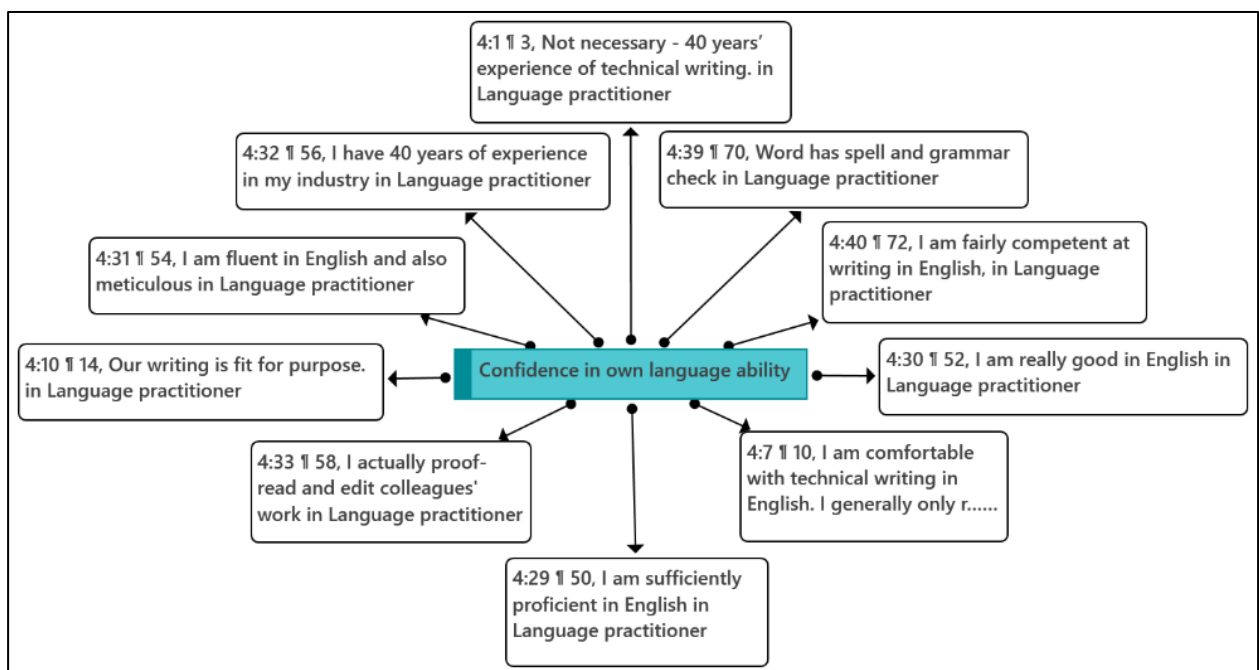 4:1 ¶ 3, Not necessary - 40 years’
experience of technical writing. in
Language practitioner
4:32 ¶ 56, I have 40 years of experience
in my industry in Language practitioner
4:39 ¶ 70, Word has spell and grammar
check in Language practitioner
4:31 ¶ 54, I am fluent in English and also
meticulous in Language practitioner
4:40 ¶ 72, I am fairly competent at
writing in English, in Language
practitioner
4:10 ¶ 14, Our writing is fit for purpose.
in Language practitioner
Confidence in own language ability
4:30 ¶ 52, I am really good in English in
Language practitioner
4:33 ¶ 58, I actually proof-
read and edit colleagues'
work in Language practitioner
4:7 ¶ 10, I am comfortable
with technical writing in
English. I generally only r......
4:29 ¶ 50, I am sufficiently
proficient in English in
Language practitioner